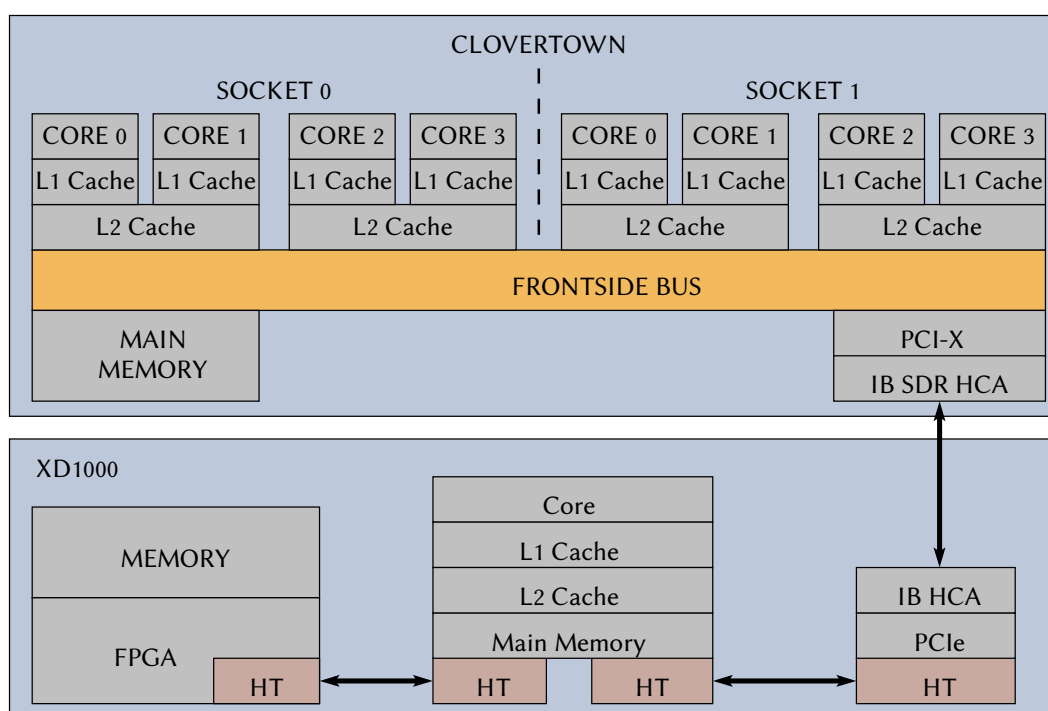 CLOVERTOWN
SOCKET 0
SOCKET 1
CORE 0
CORE 1
CORE 2
CORE 3
CORE 0
CORE 1
CORE 2
CORE 3
L1 Cache
L1 Cache
L1 Cache
L1 Cache
L1 Cache
L1 Cache
L1 Cache
L1 Cache
L2 Cache
L2 Cache
L2 Cache
L2 Cache
FRONTSIDE BUS
MAIN
MEMORY
PCI-X
IB SDR HCA
XD1000
MEMORY
FPGA
HT
Core
L1 Cache
L2 Cache
Main Memory
HT
HT
IB HCA
PCIe
HT